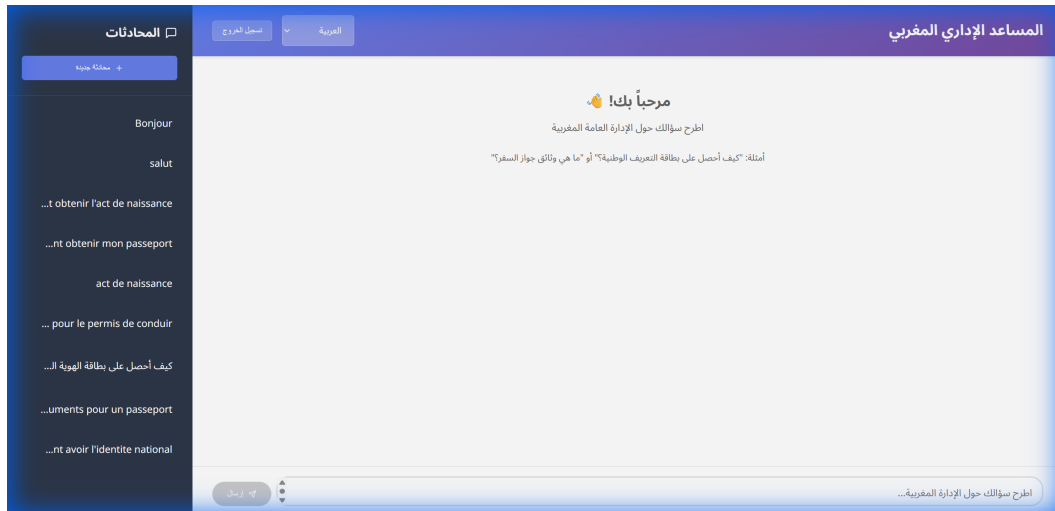 المساعد الإداري المغربي
العربية
تسجيل الخروج
المحادثات
+ محادثة جديدة
Bonjour
salut
...t obtenir l'act de naissance
...nt obtenir mon passeport
act de naissance
... pour le permis de conduir
كيف أحصل على بطاقة الهوية ال...
...uments pour un passeport
...nt avoir l'identite national
مرحباً بك! 👋
اطرح سؤالك حول الإدارة العامة المغربية
أمثلة: "كيف أحصل على بطاقة التعريف الوطنية؟" أو "ما هي وثائق جواز السفر؟"
اطرح سؤالك حول الإدارة المغربية...
إرسال